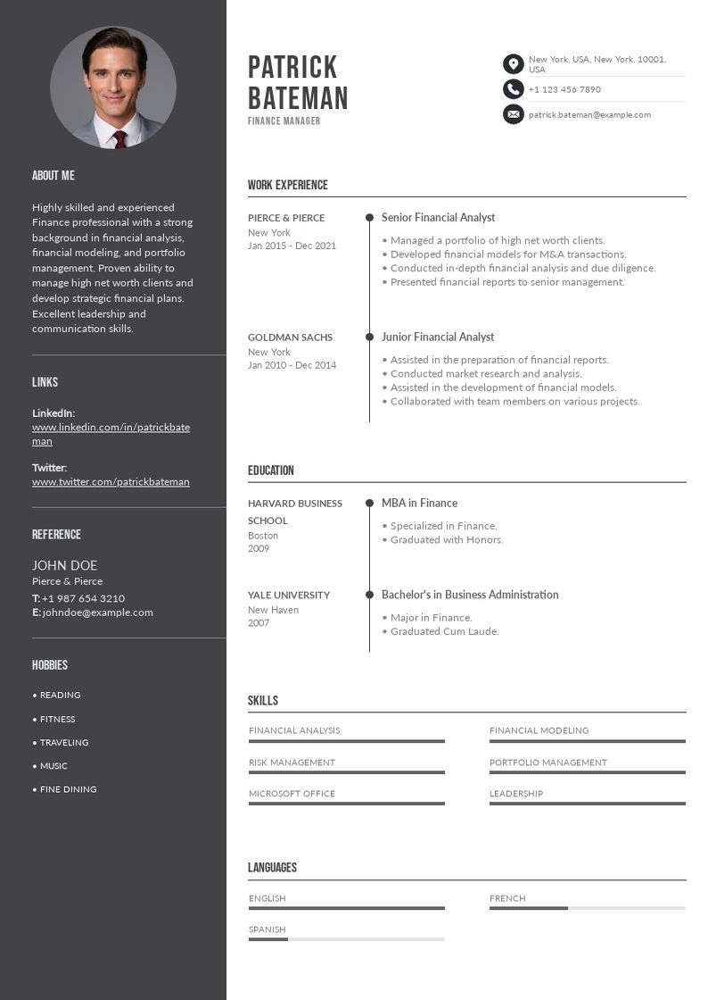 PATRICK
BATEMAN
FINANCE MANAGER
New York, USA, New York, 10001,
USA
+1 123 456 7890
patrick.bateman@example.com
ABOUT ME
Highly skilled and experienced
Finance professional with a strong
background in financial analysis,
financial modeling, and portfolio
management. Proven ability to
manage high net worth clients and
develop strategic financial plans.
Excellent leadership and
communication skills.
LINKS
LinkedIn:
www.linkedin.com/in/patrickbate
man
Twitter:
www.twitter.com/patrickbateman
REFERENCE
JOHN DOE
Pierce & Pierce
T: +1 987 654 3210
E: johndoe@example.com
HOBBIES
• READING
• FITNESS
• TRAVELING
• MUSIC
• FINE DINING
WORK EXPERIENCE
PIERCE & PIERCE
New York
Jan 2015 - Dec 2021
Senior Financial Analyst
• Managed a portfolio of high net worth clients.
• Developed financial models for M&A transactions.
• Conducted in-depth financial analysis and due diligence.
• Presented financial reports to senior management.
GOLDMAN SACHS
New York
Jan 2010 - Dec 2014
Junior Financial Analyst
• Assisted in the preparation of financial reports.
• Conducted market research and analysis.
• Assisted in the development of financial models.
• Collaborated with team members on various projects.
EDUCATION
HARVARD BUSINESS
SCHOOL
Boston
2009
MBA in Finance
• Specialized in Finance.
• Graduated with Honors.
YALE UNIVERSITY
New Haven
2007
Bachelor's in Business Administration
• Major in Finance.
• Graduated Cum Laude.
SKILLS
FINANCIAL ANALYSIS
FINANCIAL MODELING
RISK MANAGEMENT
PORTFOLIO MANAGEMENT
MICROSOFT OFFICE
LEADERSHIP
LANGUAGES
ENGLISH
FRENCH
SPANISH